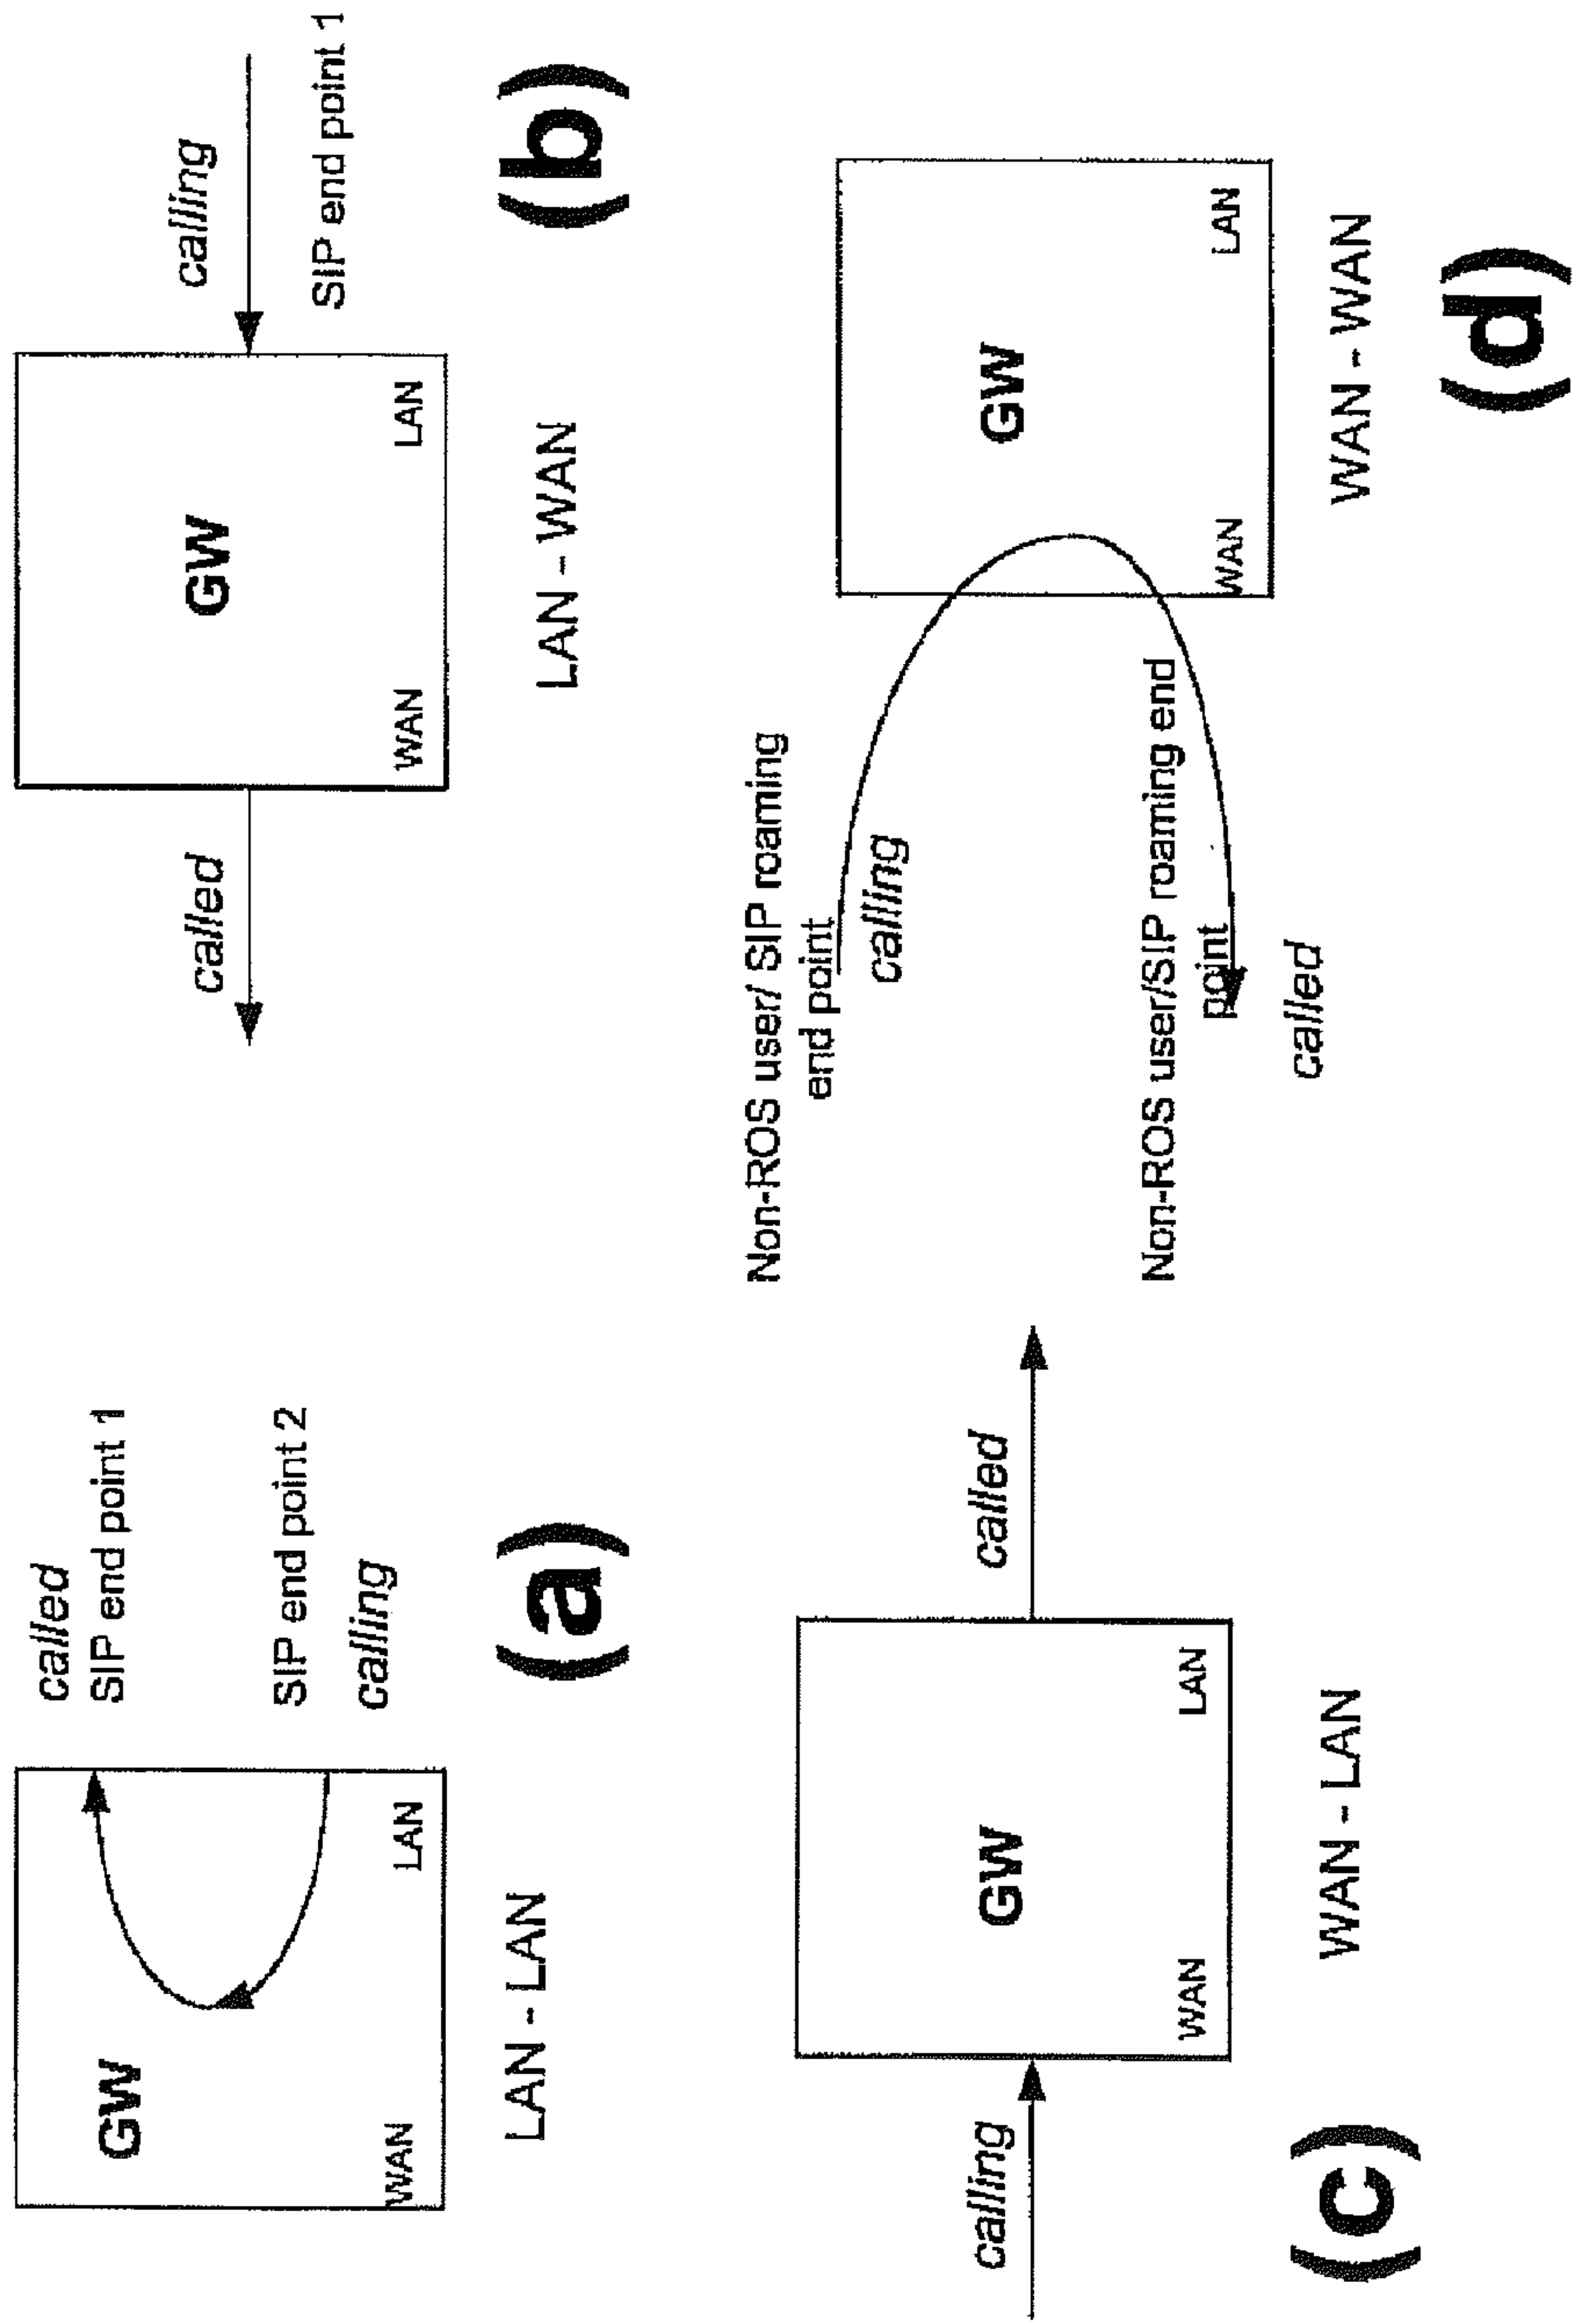 called
SIP end point 1
SIP end point 2
calling
GW
WAN
LAN
LAN - LAN
(a)
called
calling
SIP end point 1
GW
WAN
LAN
LAN - WAN
(b)
calling
called
GW
WAN
LAN
WAN - LAN
(c)
Non-ROS user/ SIP roaming
end point
calling
Non-ROS user/SIP roaming end
point
called
GW
WAN
LAN
WAN - WAN
(d)